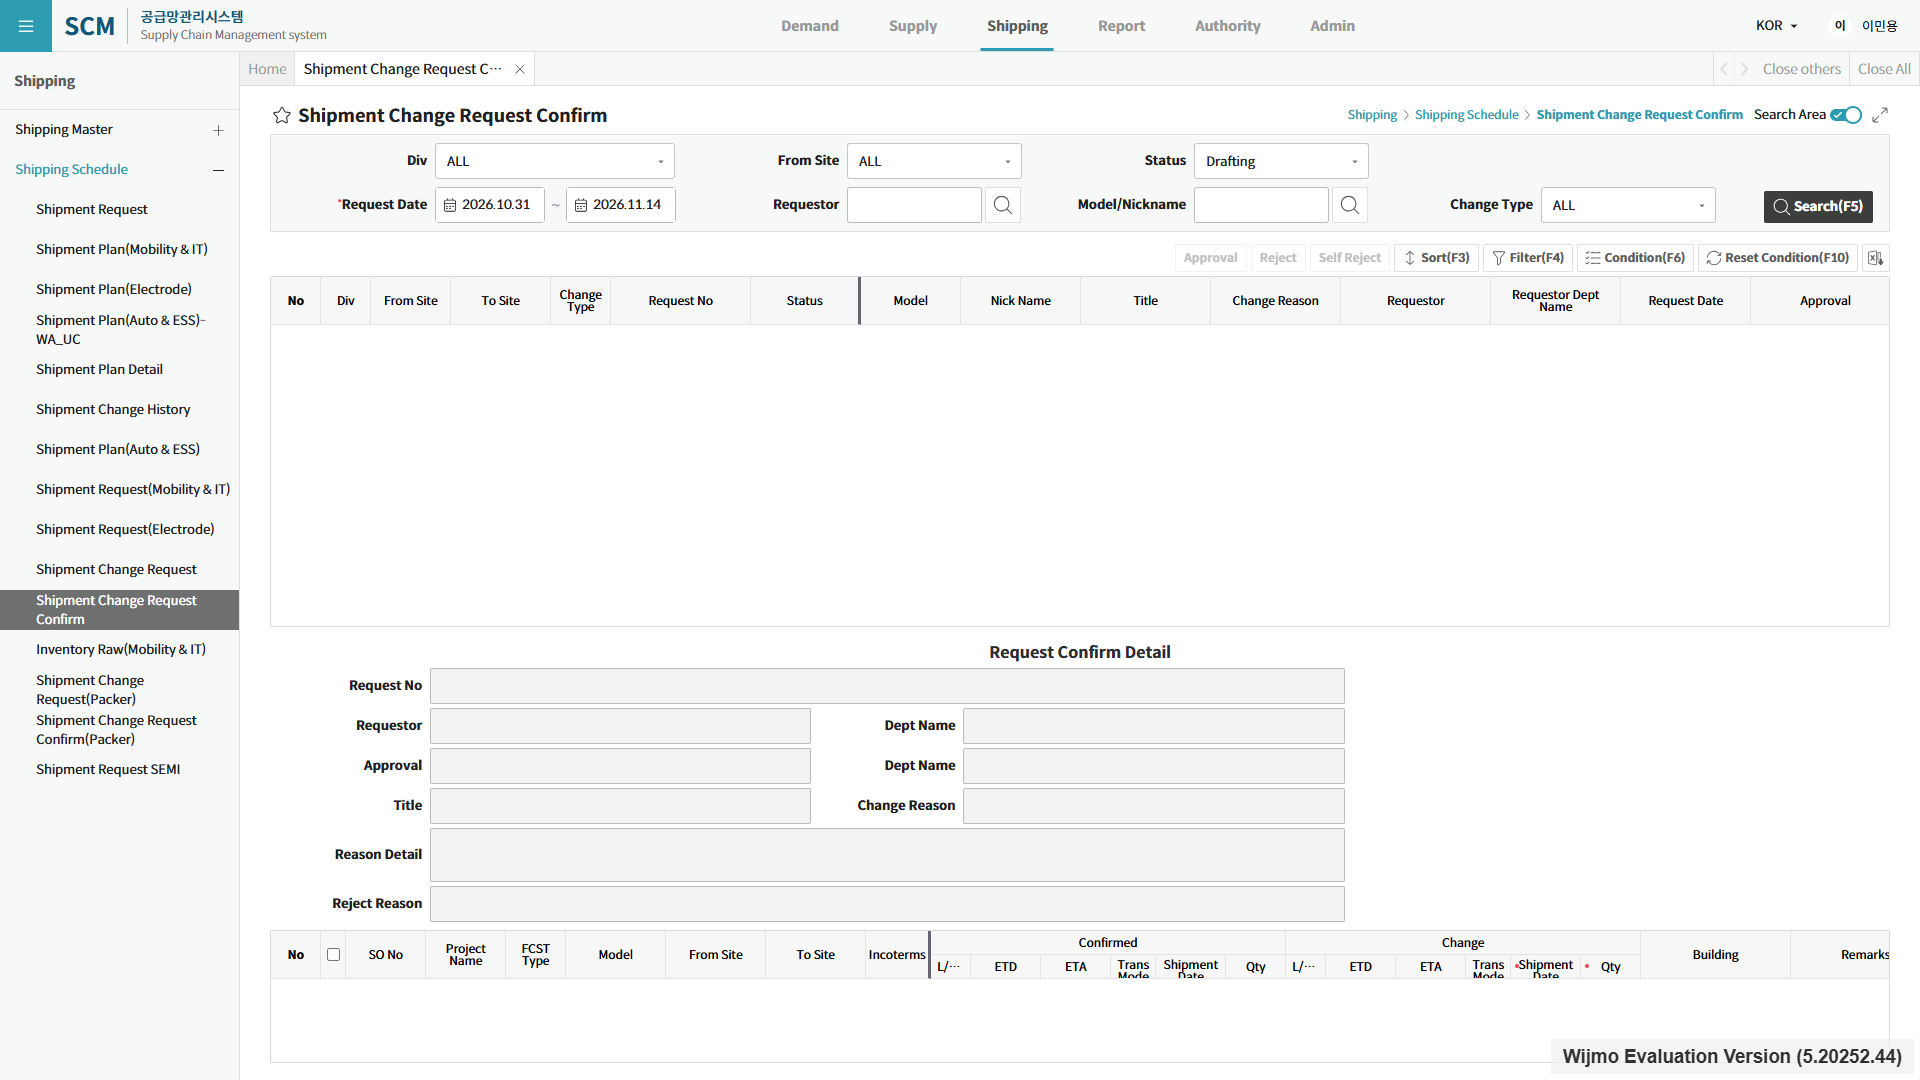 SCM
공급망관리시스템
Supply Chain Management system
Demand
Supply
Shipping
Report
Authority
Admin
KOR
이
이민용
Shipping
Home
Shipment Change Request C···
Close others
Close All
Shipping Master
Shipping Schedule
Shipment Request
Shipment Plan(Mobility & IT)
Shipment Plan(Electrode)
Shipment Plan(Auto & ESS)-
WA_UC
Shipment Plan Detail
Shipment Change History
Shipment Plan(Auto & ESS)
Shipment Request(Mobility & IT)
Shipment Request(Electrode)
Shipment Change Request
Shipment Change Request
Confirm
Inventory Raw(Mobility & IT)
Shipment Change
Request(Packer)
Shipment Change Request
Confirm(Packer)
Shipment Request SEMI
Shipment Change Request Confirm
Shipping > Shipping Schedule > Shipment Change Request Confirm
Search Area
Div ALL
From Site ALL
Status Drafting
*Request Date 2026.10.31 ~ 2026.11.14
Requestor
Model/Nickname
Change Type ALL
Search(F5)
Approval
Reject
Self Reject
Sort(F3)
Filter(F4)
Condition(F6)
Reset Condition(F10)
No
Div
From Site
To Site
Change
Type
Request No
Status
Model
Nick Name
Title
Change Reason
Requestor
Requestor Dept
Name
Request Date
Approval
Request Confirm Detail
Request No
Requestor
Dept Name
Approval
Dept Name
Title
Change Reason
Reason Detail
Reject Reason
No
SO No
Project
Name
FCST
Type
Model
From Site
To Site
Incoterms
Confirmed
L/···
ETD
ETA
Trans
Mode
Shipment
Date
Qty
Change
L/···
ETD
ETA
Trans
Mode
Shipment
Date
Qty
Building
Remarks
Wijmo Evaluation Version (5.20252.44)